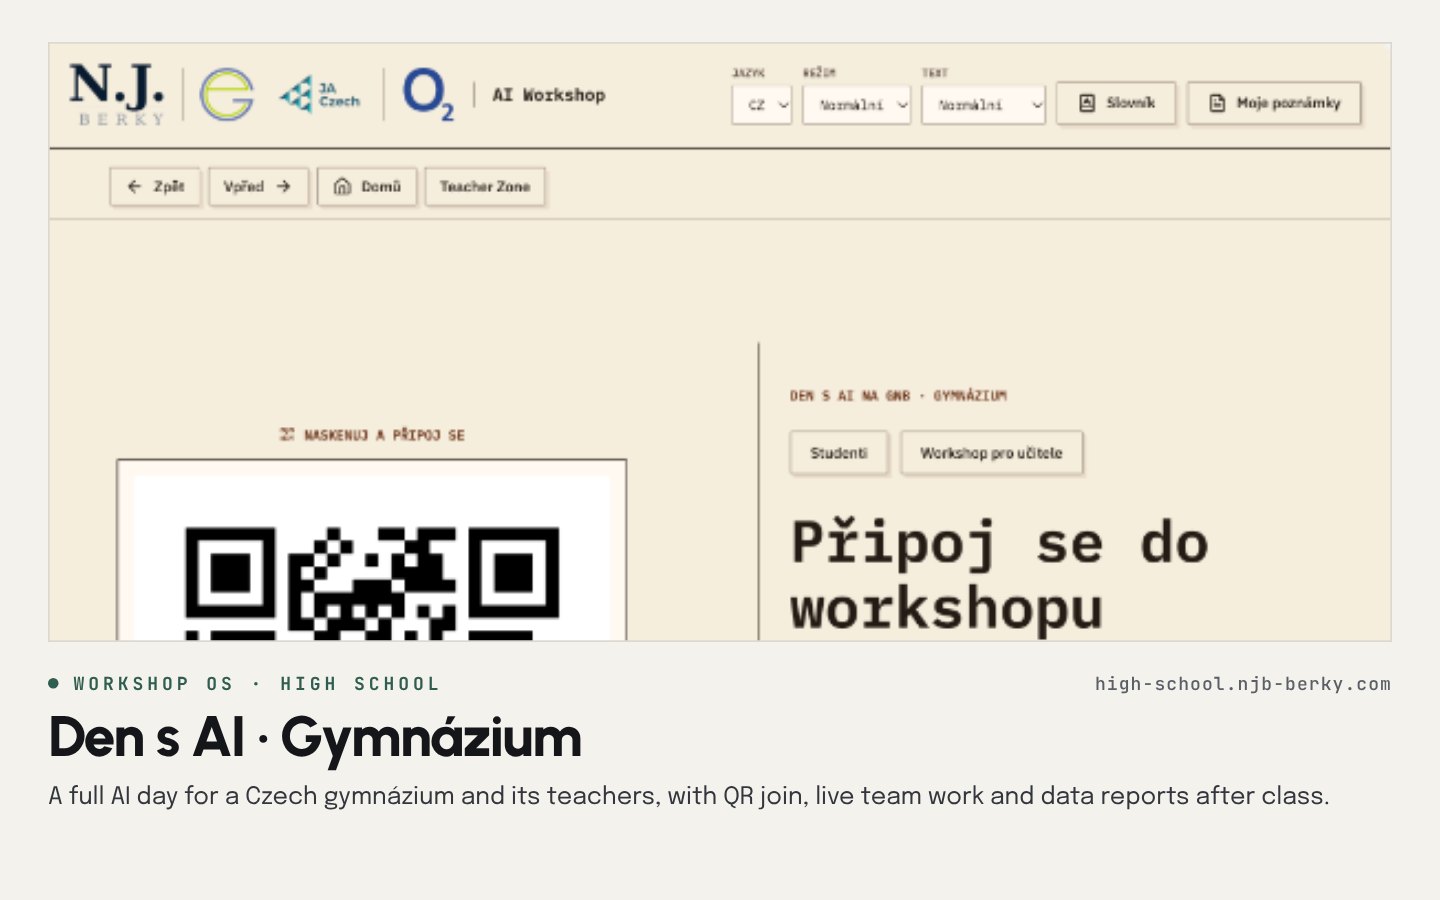 N.J.
BERKY
JA
Czech
O2
AI Workshop
JAZYK
REŽIM
TEXT
CZ
Normální
Normální
Slovník
Moje poznámky
Zpět
Vpřed
Domů
Teacher Zone
NASKENUJ A PŘIPOJ SE
DEN S AI NA GNB · GYMNÁZIUM
Studenti
Workshop pro učitele
Připoj se do
workshopu
WORKSHOP OS · HIGH SCHOOL
high-school.njb-berky.com
Den s AI · Gymnázium
A full AI day for a Czech gymnázium and its teachers, with QR join, live team work and data reports after class.